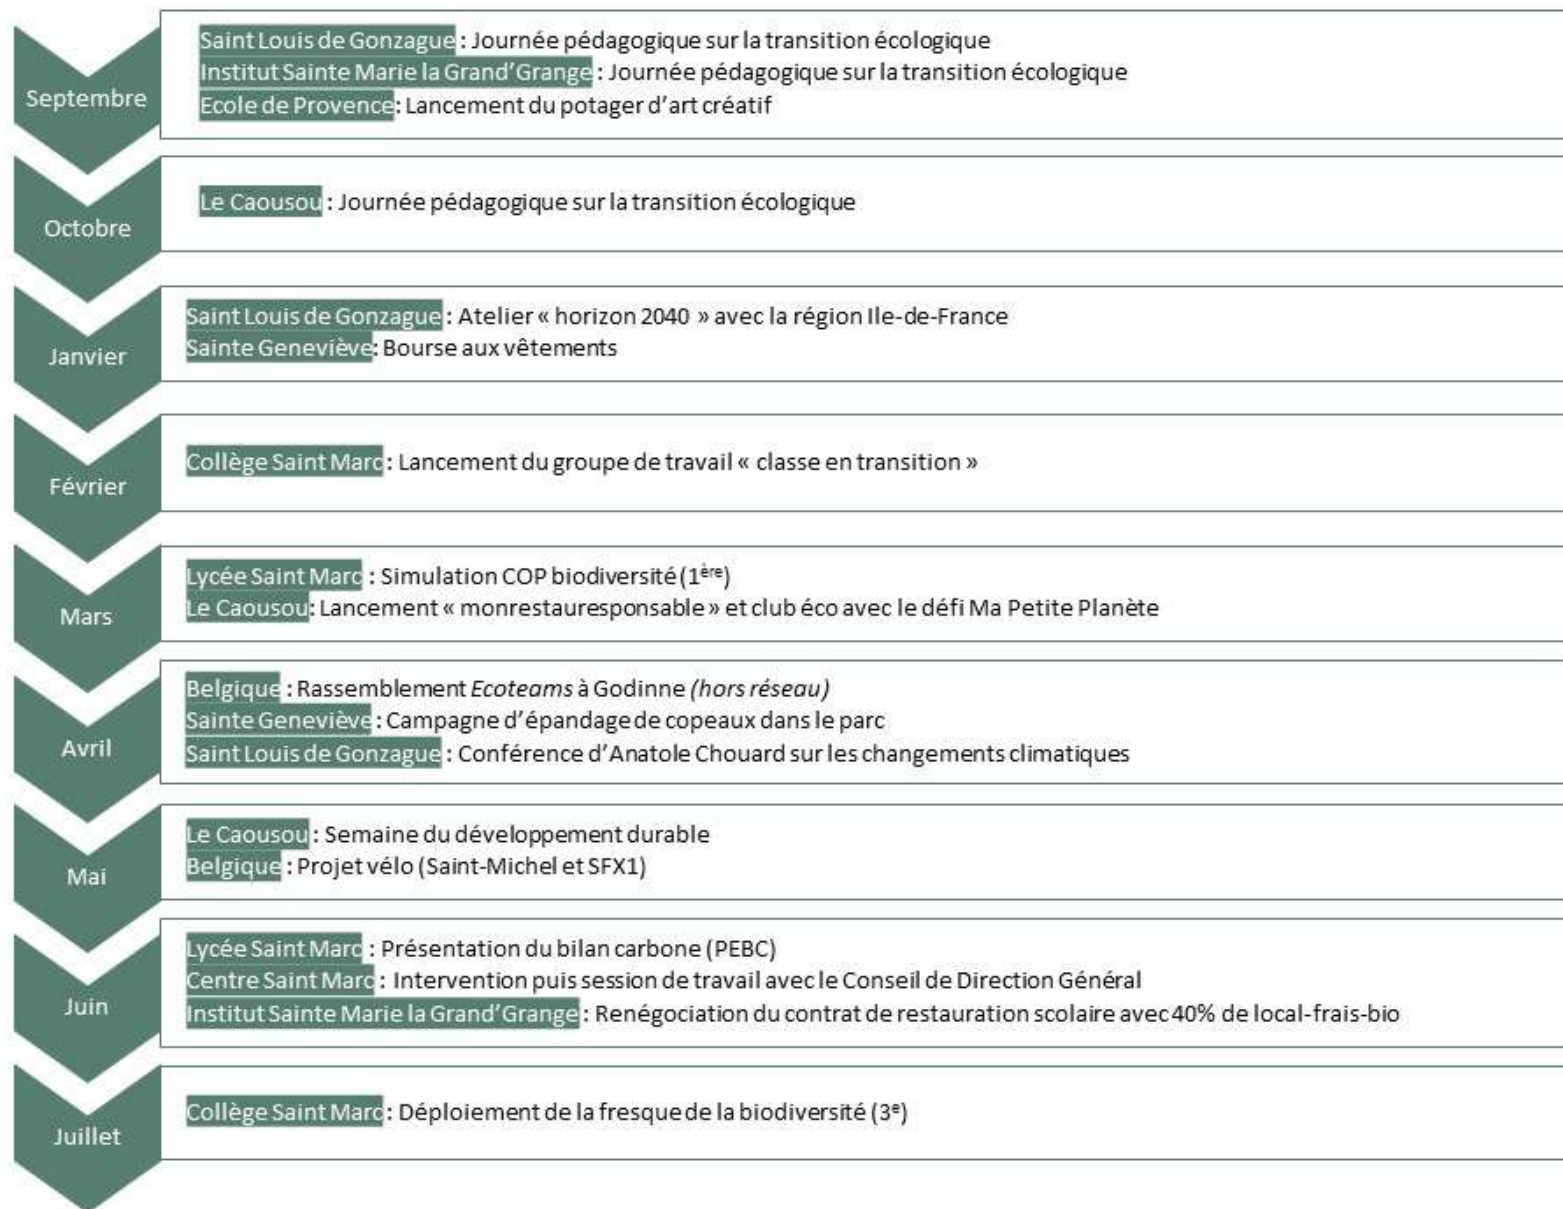 Septembre
Saint Louis de Gonzague : Journée pédagogique sur la transition écologique
Institut Sainte Marie la Grand’Grange : Journée pédagogique sur la transition écologique
Ecole de Provence: Lancement du potager d’art créatif
Octobre
Le Caousou : Journée pédagogique sur la transition écologique
Janvier
Saint Louis de Gonzague : Atelier « horizon 2040 » avec la région Ile-de-France
Sainte Geneviève: Bourse aux vêtements
Février
Collège Saint Marc : Lancement du groupe de travail « classe en transition »
Mars
Lycée Saint Marc : Simulation COP biodiversité (1ère)
Le Caousou: Lancement « monrestauresponsable » et club éco avec le défi Ma Petite Planète
Avril
Belgique : Rassemblement Ecoteams à Godinne (hors réseau)
Sainte Geneviève : Campagne d’épandage de copeaux dans le parc
Saint Louis de Gonzague : Conférence d’Anatole Chouard sur les changements climatiques
Mai
Le Caousou : Semaine du développement durable
Belgique : Projet vélo (Saint-Michel et SFX1)
Juin
Lycée Saint Marc : Présentation du bilan carbone (PEBC)
Centre Saint Marc : Intervention puis session de travail avec le Conseil de Direction Général
Institut Sainte Marie la Grand’Grange : Renégociation du contrat de restauration scolaire avec 40% de local-frais-bio
Juillet
Collège Saint Marc : Déploiement de la fresque de la biodiversité (3e)